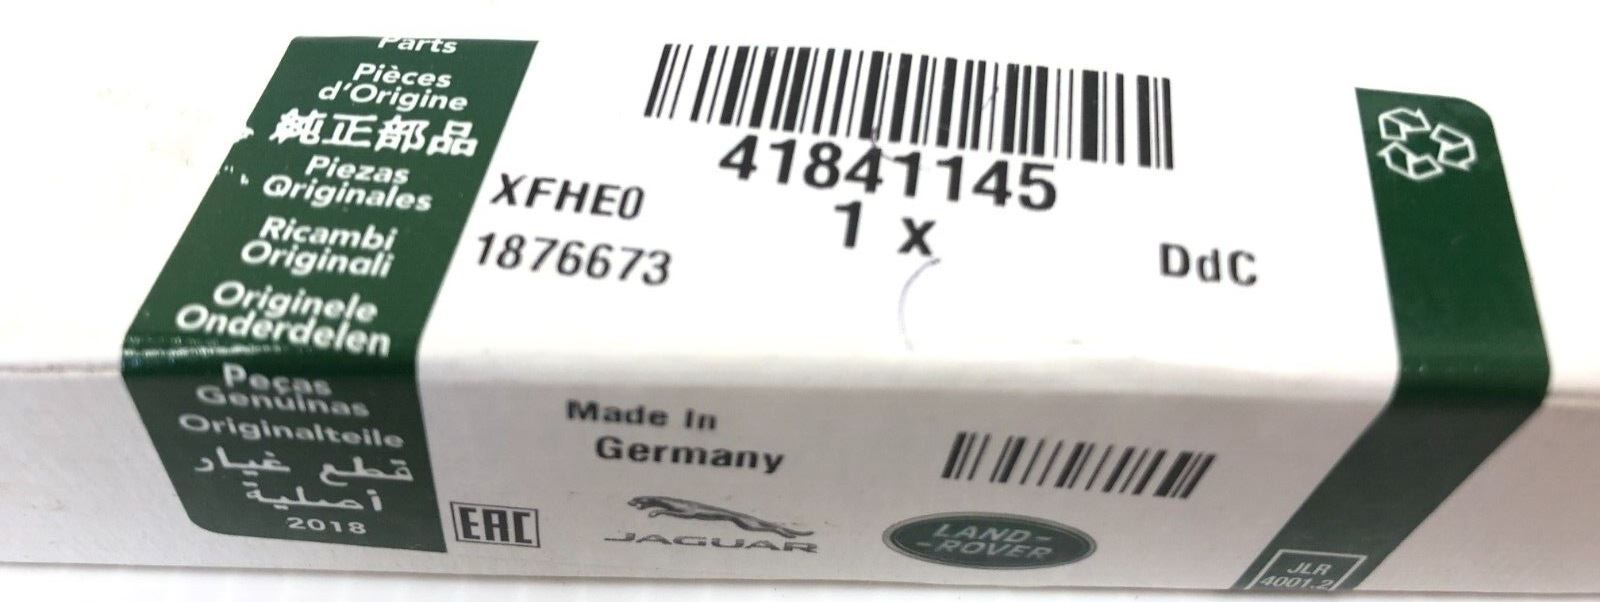 Parts
Pièces
d'Origine
純正部品
Piezas
Originales
Ricambi
Originali
Originele
Onderdelen
Peças
Genuínas
Originalteile
قطع غيار
أصلية
2018
41841145
XFHE0
1 x
1876673
DdC
Made In
Germany
EAC
JAGUAR
LAND-
-ROVER
JLR
4001.2